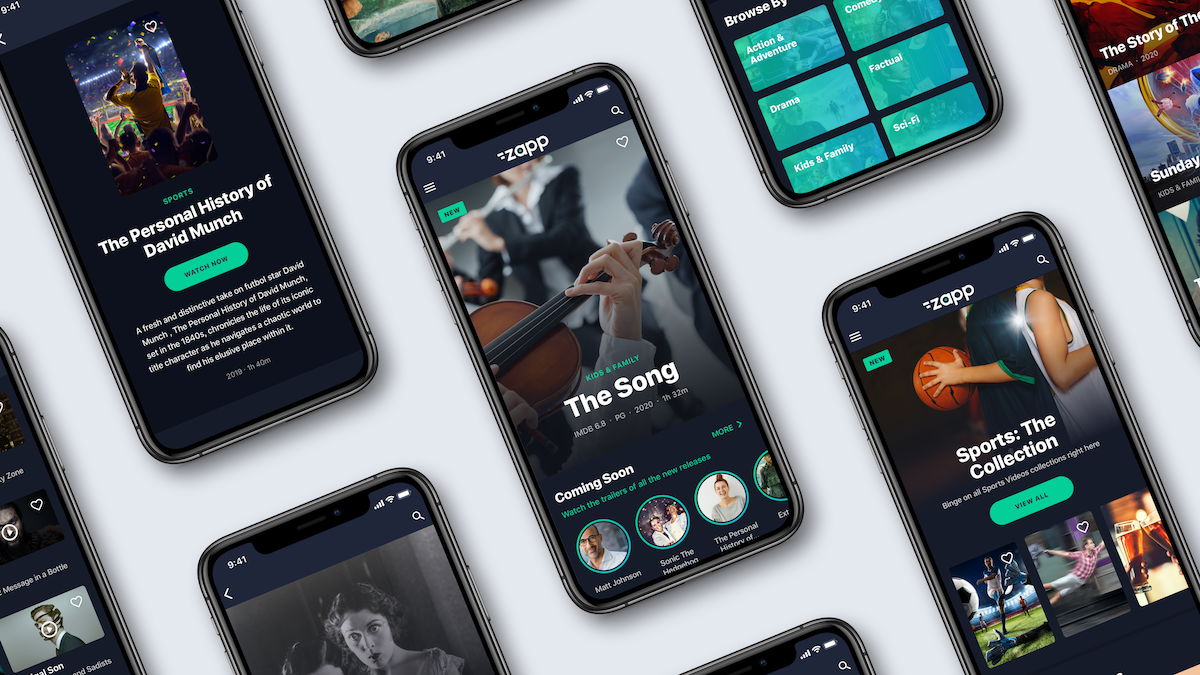 9:41
SPORTS
The Personal History of
David Munch
WATCH NOW
A fresh and distinctive take on futbol star David
Munch , The Personal History of David Munch,
set in the 1840s, chronicles the life of its iconic
title character as he navigates a chaotic world to
find his elusive place within it.
2019 · 1h 40m
9:41
zapp
NEW
KIDS & FAMILY
The Song
IMDB 6.8 · PG · 2020 · 1h 32m
MORE
Coming Soon
Watch the trailers of all the new releases
Matt Johnson
Sonic The
Hedgehog
The Personal
History of...
Ext
Browse By
Action &
Adventure
Comedy
Drama
Factual
Kids & Family
Sci-Fi
The Story of The
DRAMA · 2020
Sunday
KIDS & FAMI
9:41
zapp
NEW
Sports: The
Collection
Binge on all Sports Videos collections right here
VIEW ALL
9:41
Zone
Message in a Bottle
Son
and Sadists